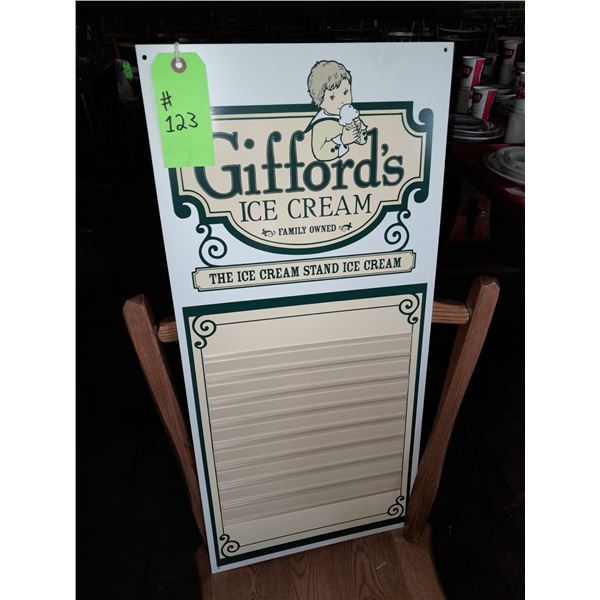 #
123
Gifford's
ICE CREAM
FAMILY OWNED
THE ICE CREAM STAND ICE CREAM